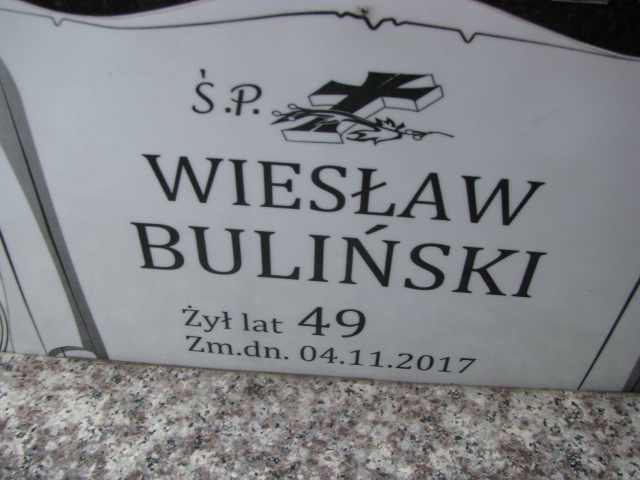 Ś.P.
WIESŁAW
BULIŃSKI
Żył lat 49
Zm.dn. 04.11.2017